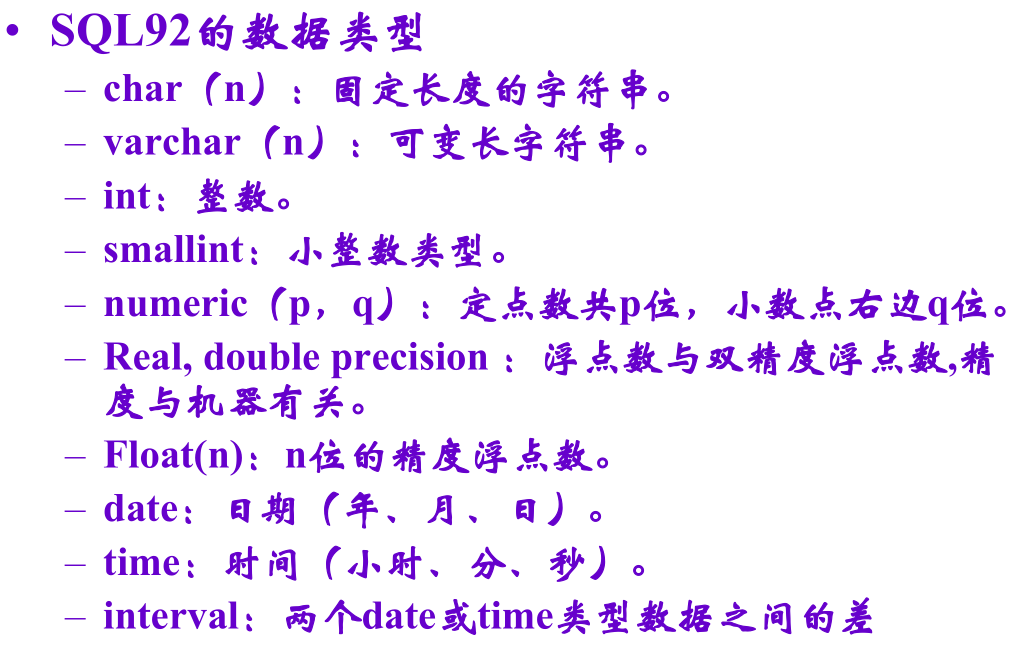 • SQL92的数据类型
– char（n）：固定长度的字符串。
– varchar（n）：可变长字符串。
– int：整数。
– smallint：小整数类型。
– numeric（p，q）：定点数共p位，小数点右边q位。
– Real, double precision ：浮点数与双精度浮点数,精
度与机器有关。
– Float(n)：n位的精度浮点数。
– date：日期（年、月、日）。
– time：时间（小时、分、秒）。
– interval：两个date或time类型数据之间的差